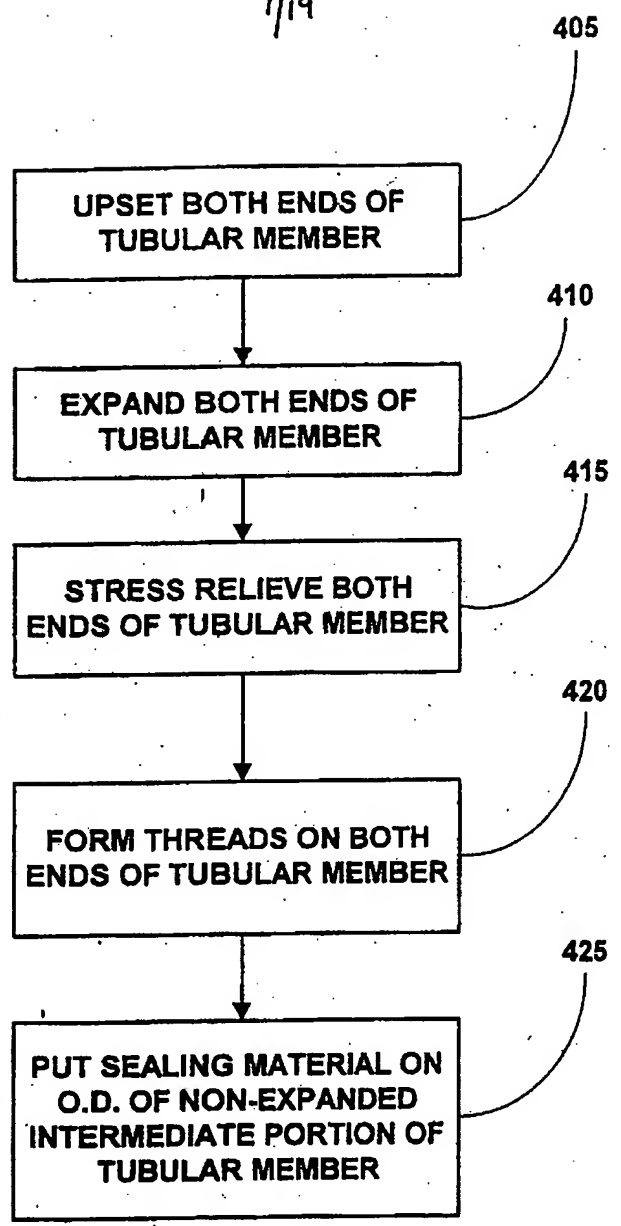 7/19
405
UPSET BOTH ENDS OF
TUBULAR MEMBER
410
EXPAND BOTH ENDS OF
TUBULAR MEMBER
415
STRESS RELIEVE BOTH
ENDS OF TUBULAR MEMBER
420
FORM THREADS ON BOTH
ENDS OF TUBULAR MEMBER
425
PUT SEALING MATERIAL ON
O.D. OF NON-EXPANDED
INTERMEDIATE PORTION OF
TUBULAR MEMBER